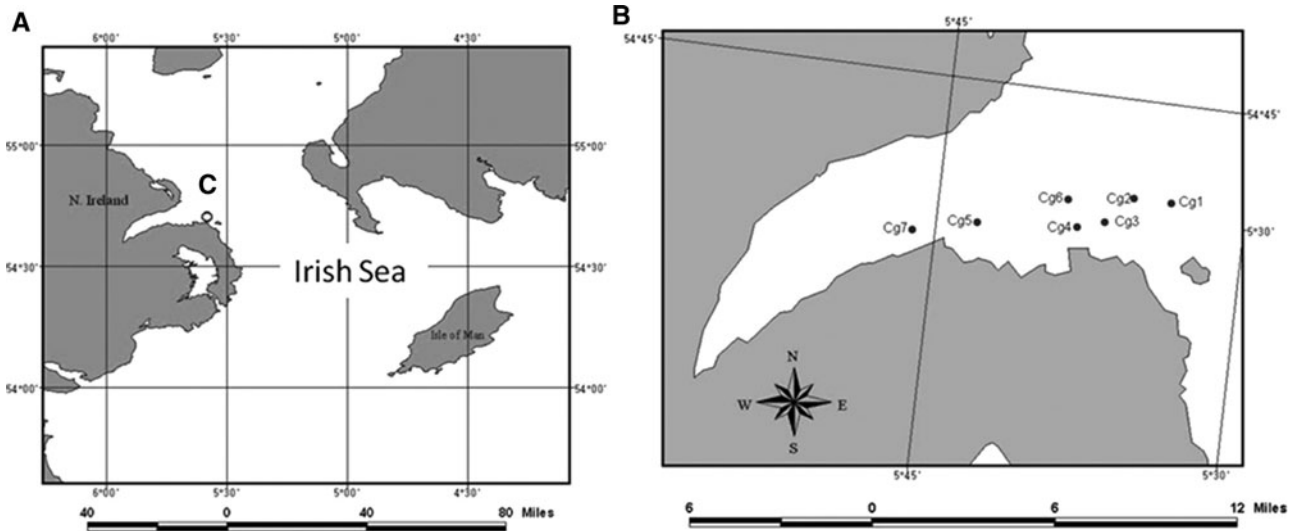 A
6°00' 5°30' 5°00' 4°30'
55°00' 55°00'
C
N. Ireland
54°30' Irish Sea 54°30'
Isle of Man
54°00' 54°00'
6°00' 5°30' 5°00' 4°30'
40 0 40 80 Miles
B
5°45'
54°45'
54°45'
Cg6 Cg2 Cg1
Cg7 Cg5 Cg4 Cg3 5°30'
N
W E
S
5°45' 5°30'
6 0 6 12 Miles